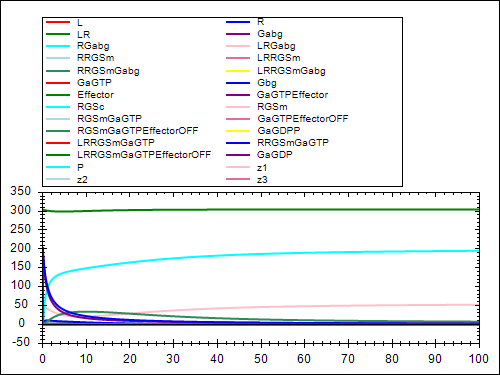 L R
LR Gabg
RGabg LRGabg
RRGSm LRRGSm
RRGSmGabg LRRGSmGabg
GaGTP Gbg
Effector GaGTPEffector
RGSc RGSm
RGSmGaGTP GaGTPEffectorOFF
RGSmGaGTPEffectorOFF GaGDPP
LRRGSmGaGTP RRGSmGaGTP
LRRGSmGaGTPEffectorOFF GaGDP
P z1
z2 z3
350
300
250
200
150
100
50
0
-50
0 10 20 30 40 50 60 70 80 90 100